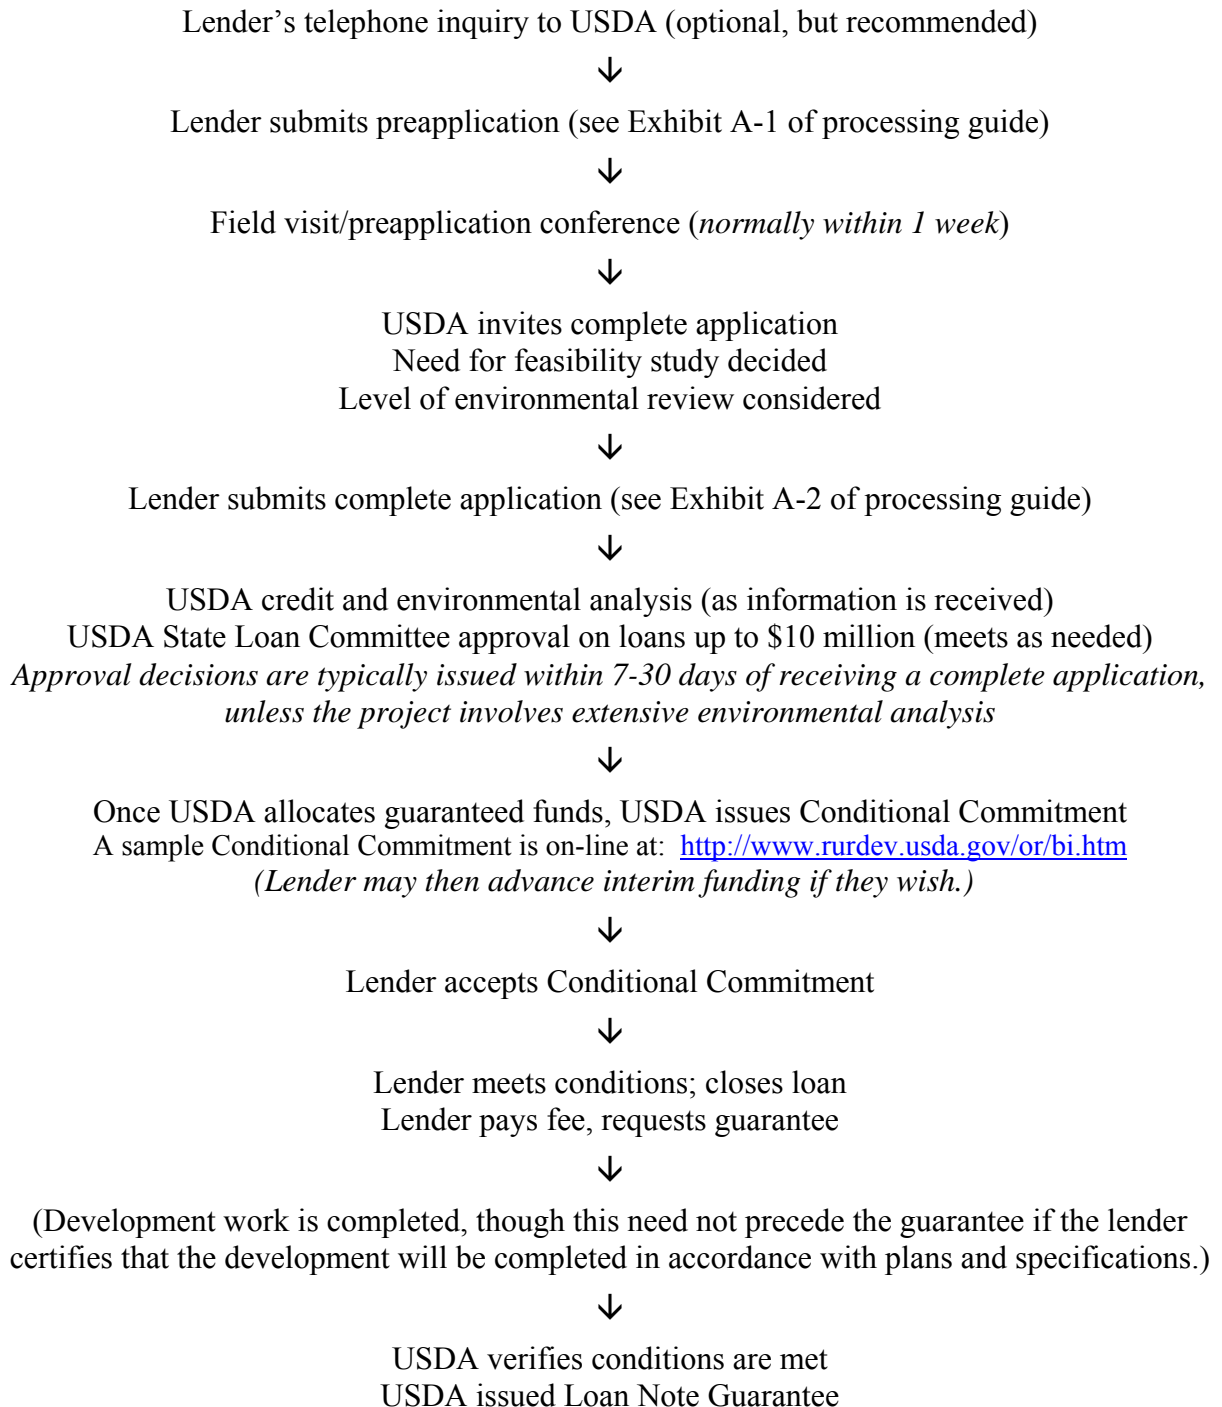 Lender’s telephone inquiry to USDA (optional, but recommended)
Lender submits preapplication (see Exhibit A-1 of processing guide)
Field visit/preapplication conference (normally within 1 week)
USDA invites complete application
Need for feasibility study decided
Level of environmental review considered
Lender submits complete application (see Exhibit A-2 of processing guide)
USDA credit and environmental analysis (as information is received)
USDA State Loan Committee approval on loans up to $10 million (meets as needed)
Approval decisions are typically issued within 7-30 days of receiving a complete application,
unless the project involves extensive environmental analysis
Once USDA allocates guaranteed funds, USDA issues Conditional Commitment
A sample Conditional Commitment is on-line at: http://www.rurdev.usda.gov/or/bi.htm
(Lender may then advance interim funding if they wish.)
Lender accepts Conditional Commitment
Lender meets conditions; closes loan
Lender pays fee, requests guarantee
(Development work is completed, though this need not precede the guarantee if the lender
certifies that the development will be completed in accordance with plans and specifications.)
USDA verifies conditions are met
USDA issued Loan Note Guarantee